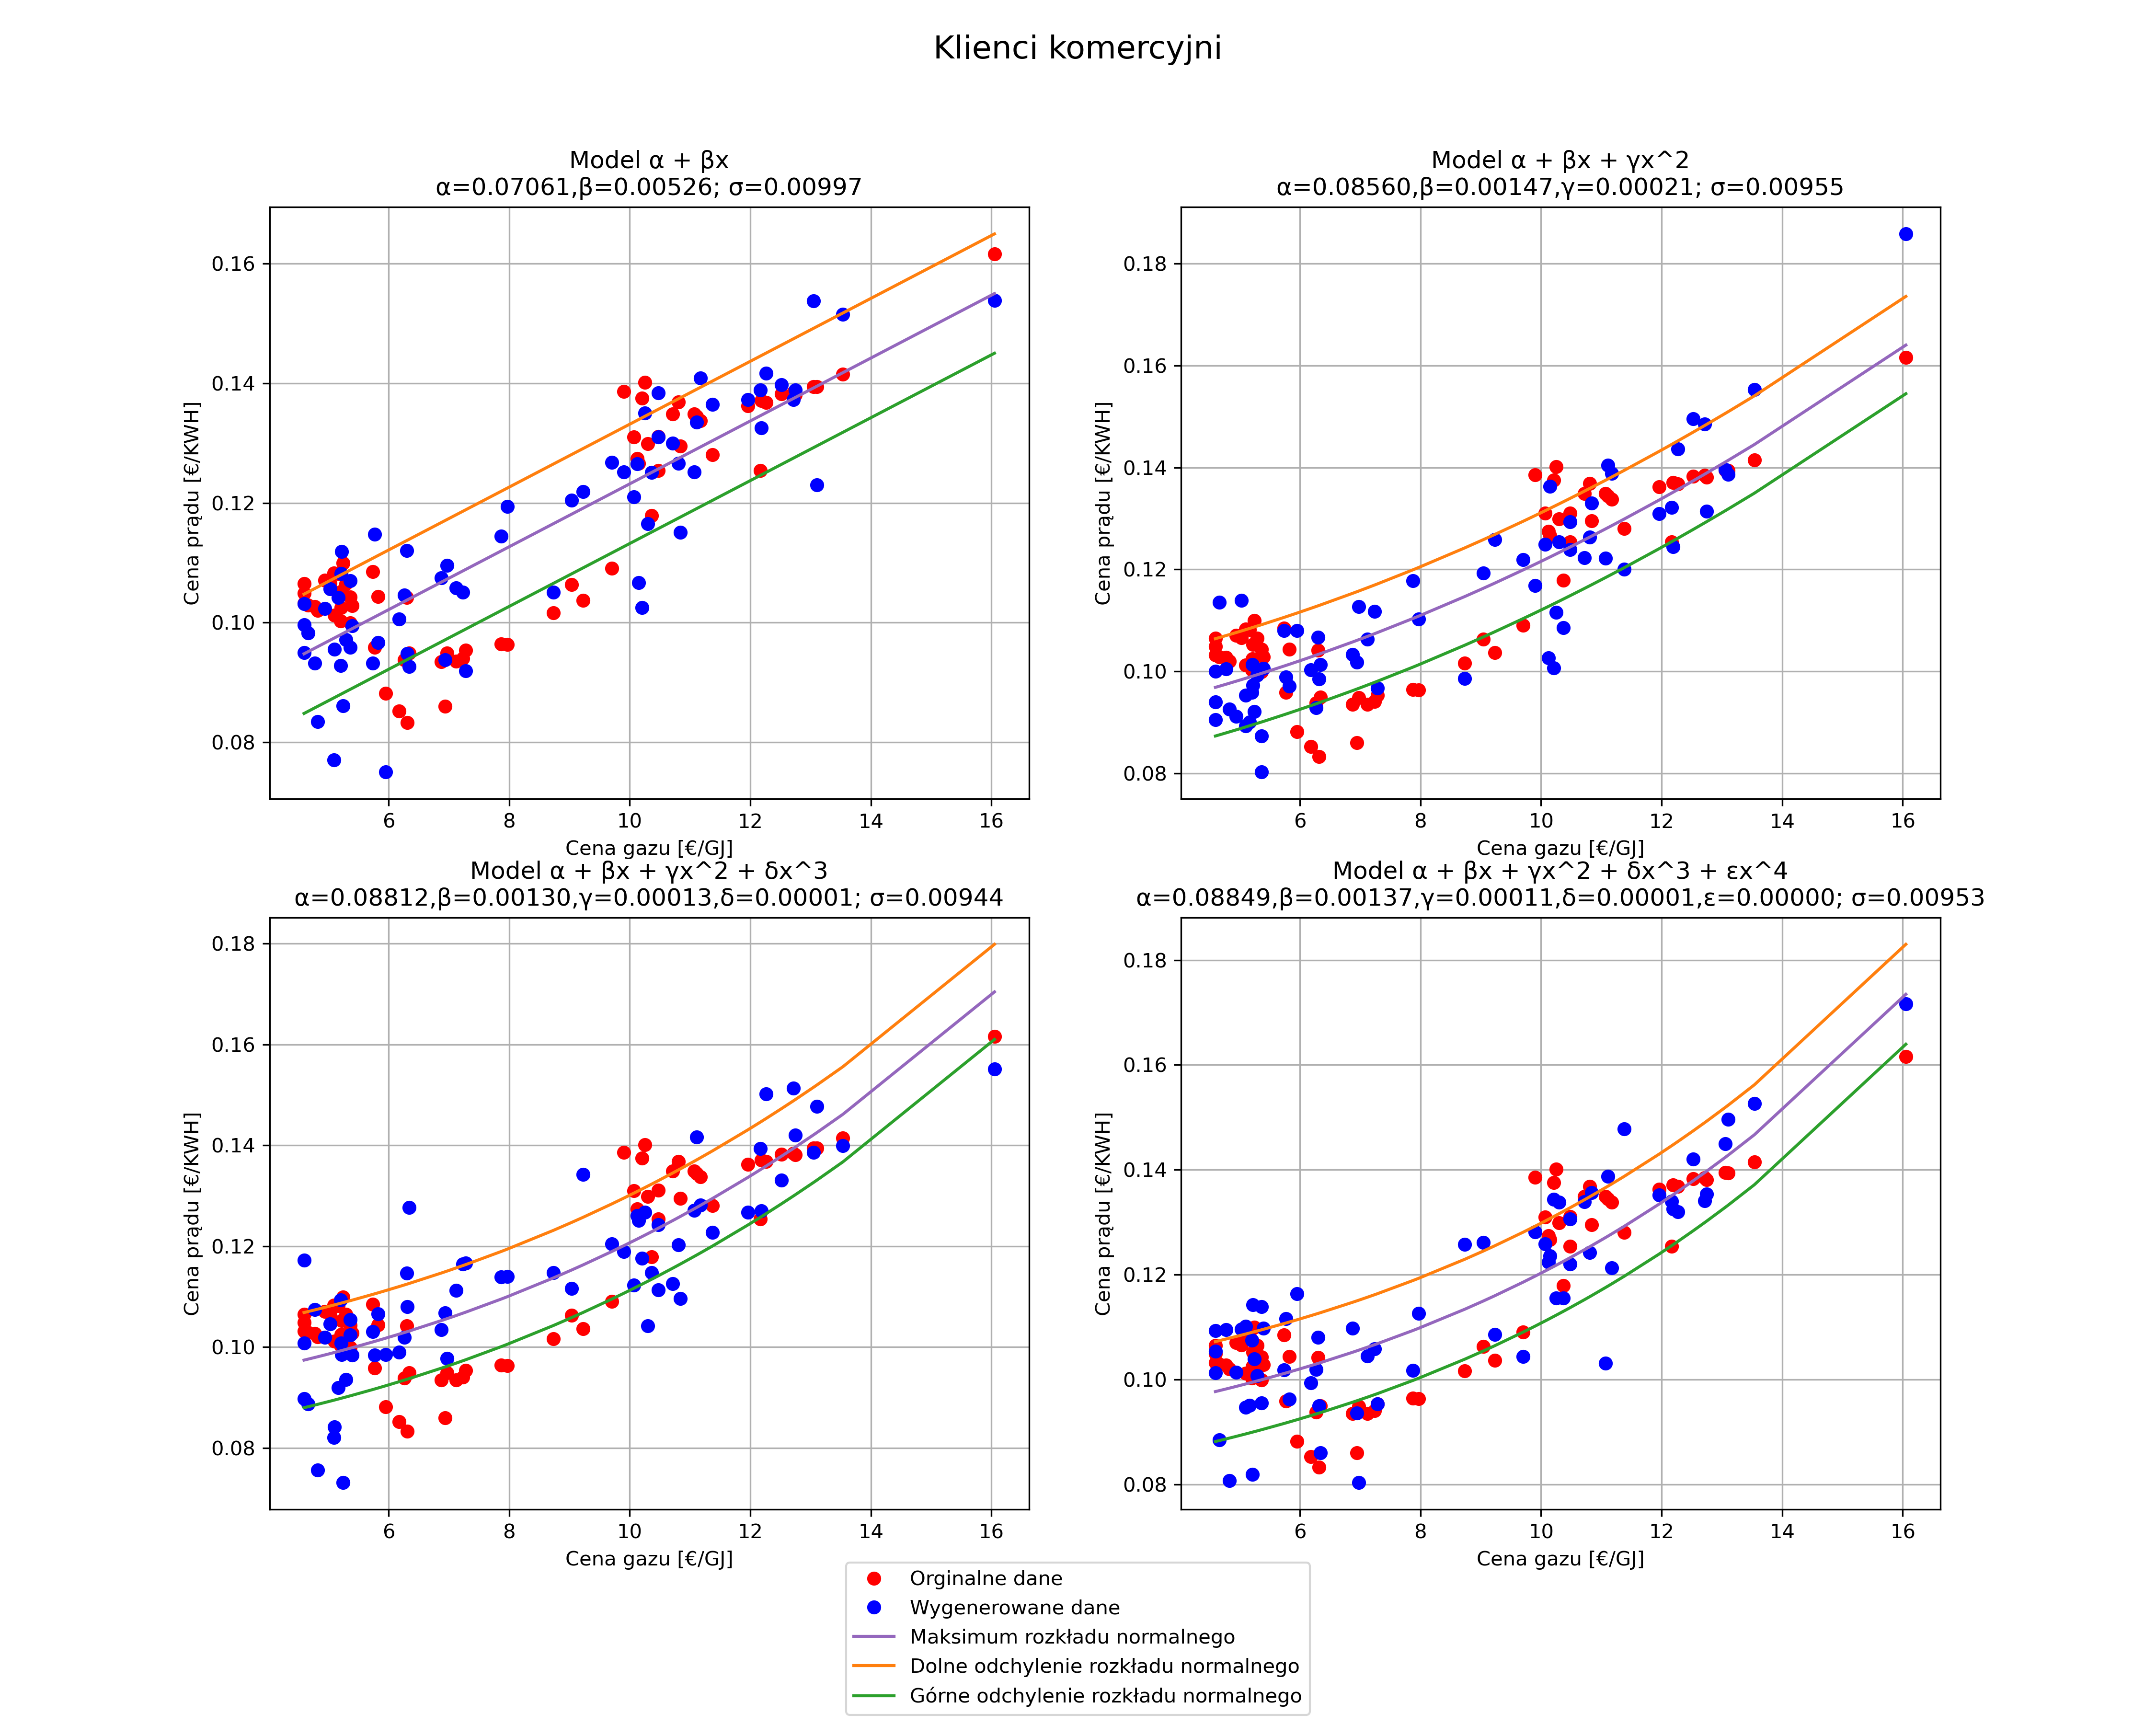 Klienci komercyjni
Model α + βx
α=0.07061,β=0.00526; σ=0.00997
0.16
0.14
0.12
0.10
0.08
Cena prądu [€/KWH]
6 8 10 12 14 16
Cena gazu [€/GJ]
Model α + βx + γx^2
α=0.08560,β=0.00147,γ=0.00021; σ=0.00955
0.18
0.16
0.14
0.12
0.10
0.08
Cena prądu [€/KWH]
6 8 10 12 14 16
Cena gazu [€/GJ]
Model α + βx + γx^2 + δx^3
α=0.08812,β=0.00130,γ=0.00013,δ=0.00001; σ=0.00944
0.18
0.16
0.14
0.12
0.10
0.08
Cena prądu [€/KWH]
6 8 10 12 14 16
Cena gazu [€/GJ]
Model α + βx + γx^2 + δx^3 + εx^4
α=0.08849,β=0.00137,γ=0.00011,δ=0.00001,ε=0.00000; σ=0.00953
0.18
0.16
0.14
0.12
0.10
0.08
Cena prądu [€/KWH]
6 8 10 12 14 16
Cena gazu [€/GJ]
Orginalne dane
Wygenerowane dane
Maksimum rozkładu normalnego
Dolne odchylenie rozkładu normalnego
Górne odchylenie rozkładu normalnego